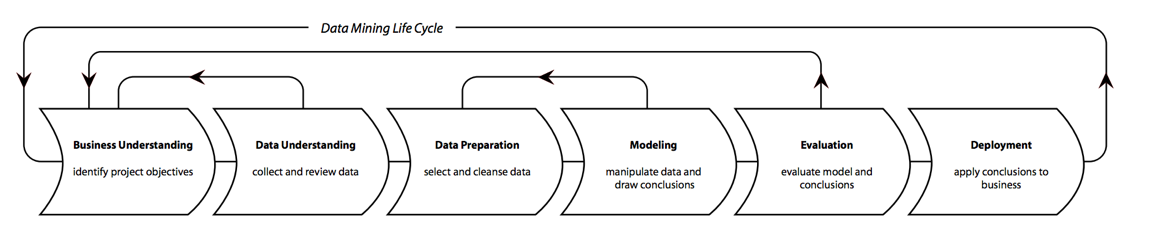 Data Mining Life Cycle
Business Understanding
identify project objectives
Data Understanding
collect and review data
Data Preparation
select and cleanse data
Modeling
manipulate data and
draw conclusions
Evaluation
evaluate model and
conclusions
Deployment
apply conclusions to
business